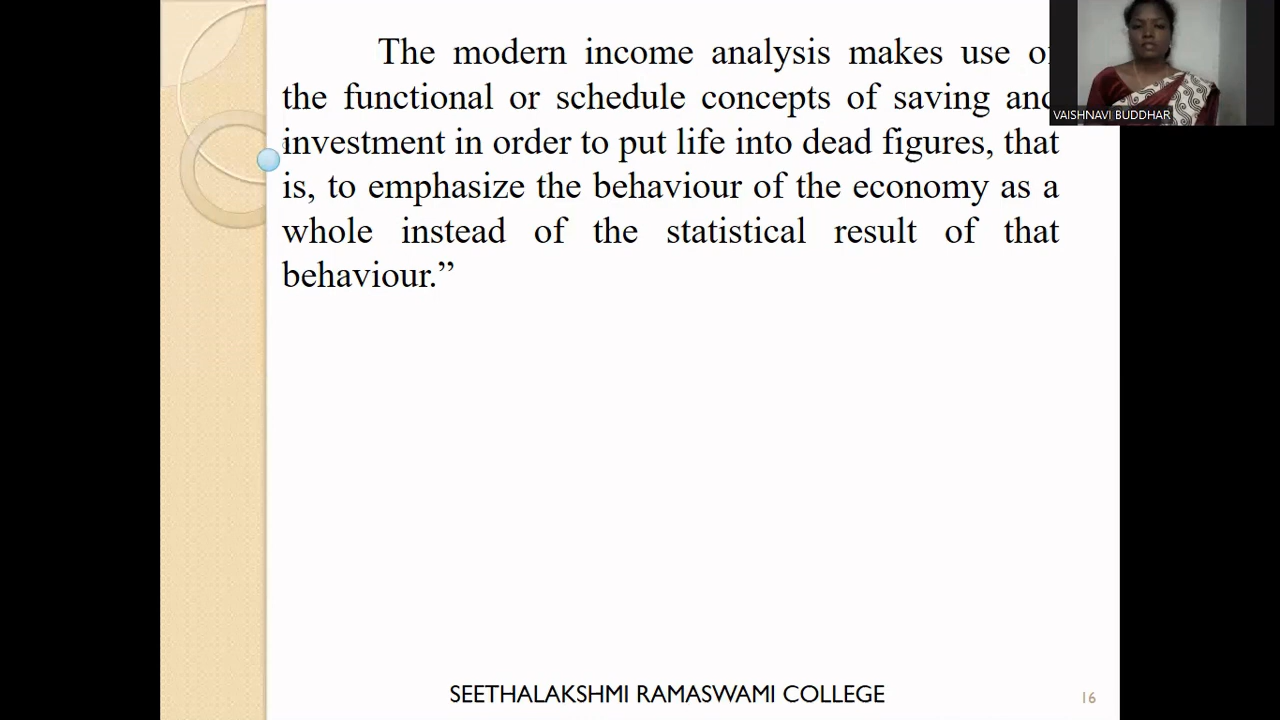 The modern income analysis makes use of
the functional or schedule concepts of saving and
investment in order to put life into dead figures, that
is, to emphasize the behaviour of the economy as a
whole instead of the statistical result of that
behaviour.”
VAISHNAVI BUDDHAR
SEETHALAKSHMI RAMASWAMI COLLEGE
16